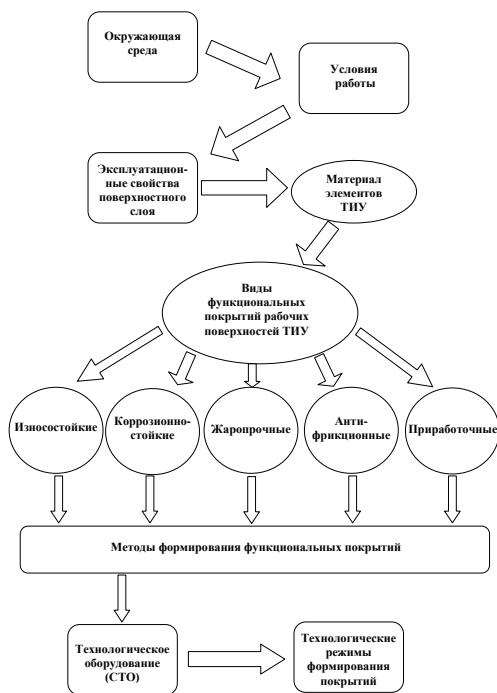 Окружающая
среда
Условия
работы
Эксплуатацион-
ные свойства
поверхностного
слоя
Материал
элементов
ТИУ
Виды
функциональных
покрытий рабочих
поверхностей ТИУ
Износостойкие
Коррозионно-
стойкие
Жаропрочные
Анти-
фрикционные
Приработочные
Методы формирования функциональных покрытий
Технологическое
оборудование
(СТО)
Технологические
режимы
формирования
покрытий